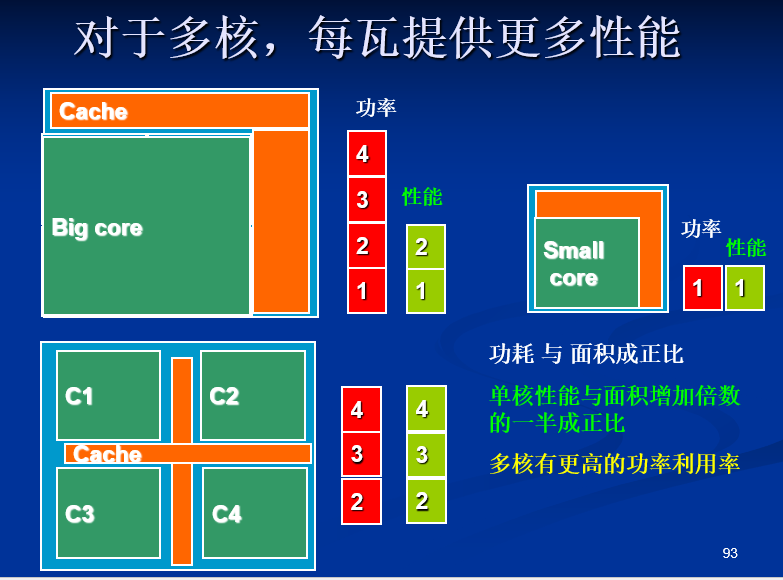 对于多核，每瓦提供更多性能
Cache
Big core
功率
4
3
2
1
性能
2
1
Small
core
功率
性能
1
1
C1
C2
Cache
C3
C4
4
3
2
4
3
2
功耗 与 面积成正比
单核性能与面积增加倍数
的一半成正比
多核有更高的功率利用率
93